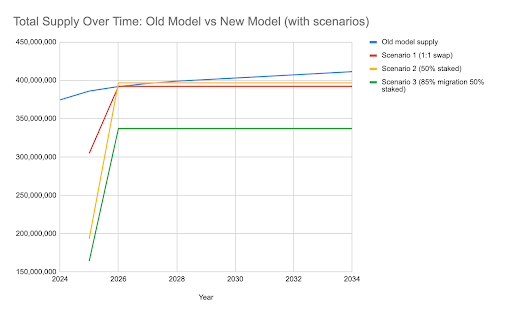 Total Supply Over Time: Old Model vs New Model (with scenarios)
450,000,000
400,000,000
350,000,000
300,000,000
250,000,000
200,000,000
150,000,000
2024
2026
2028
2030
2032
2034
Year
Old model supply
Scenario 1 (1:1 swap)
Scenario 2 (50% staked)
Scenario 3 (85% migration 50%
staked)